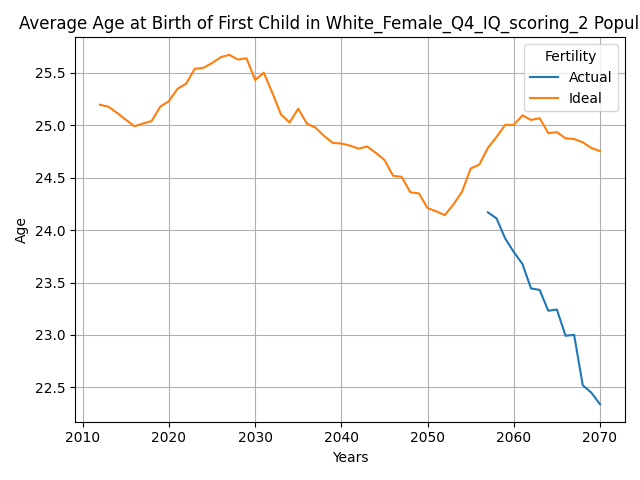 Average Age at Birth of First Child in White_Female_Q4_IQ_scoring_2 Popul
Fertility
Actual
Ideal
25.5
25.0
24.5
24.0
23.5
23.0
22.5
Age
2010 2020 2030 2040 2050 2060 2070
Years